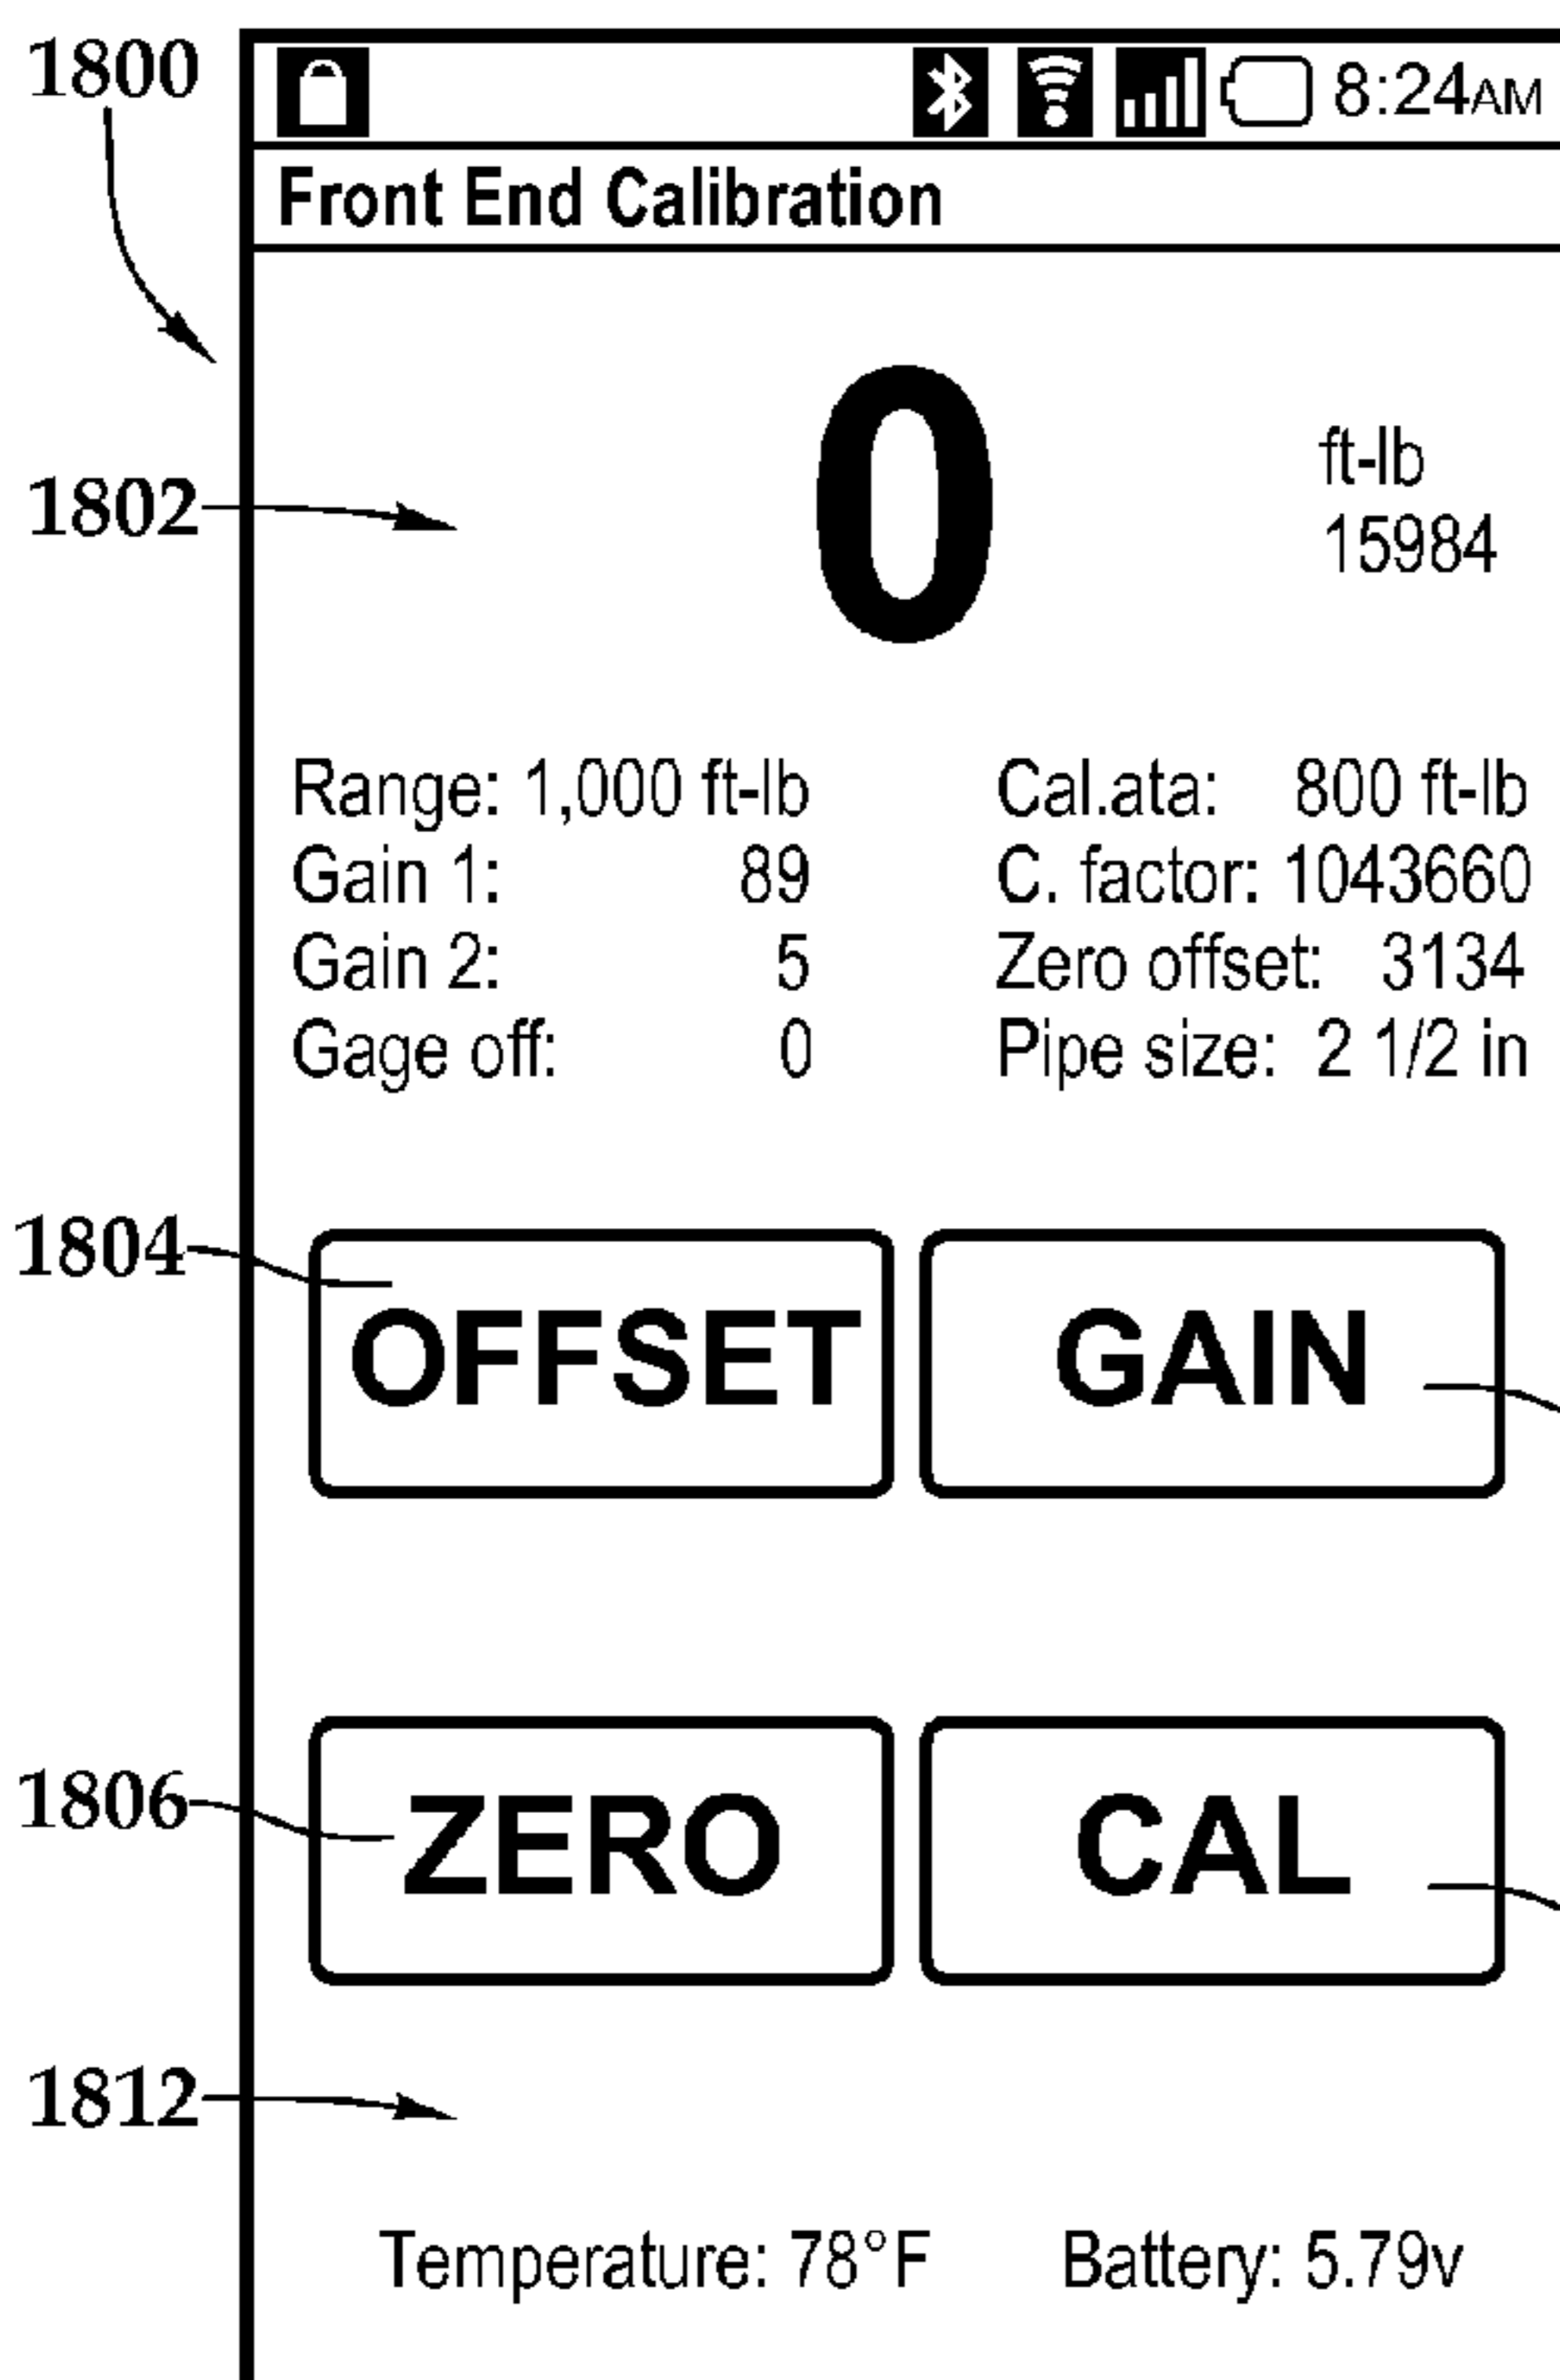 1800
8:24AM
Front End Calibration
0
ft-lb
15984
1802
Range: 1,000 ft-lb
Cal.ata: 800 ft-lb
Gain 1: 89
C. factor: 1043660
Gain 2: 5
Zero offset: 3134
Gage off: 0
Pipe size: 2 1/2 in
1804
OFFSET
GAIN
1806
ZERO
CAL
1812
Temperature: 78°F
Battery: 5.79v